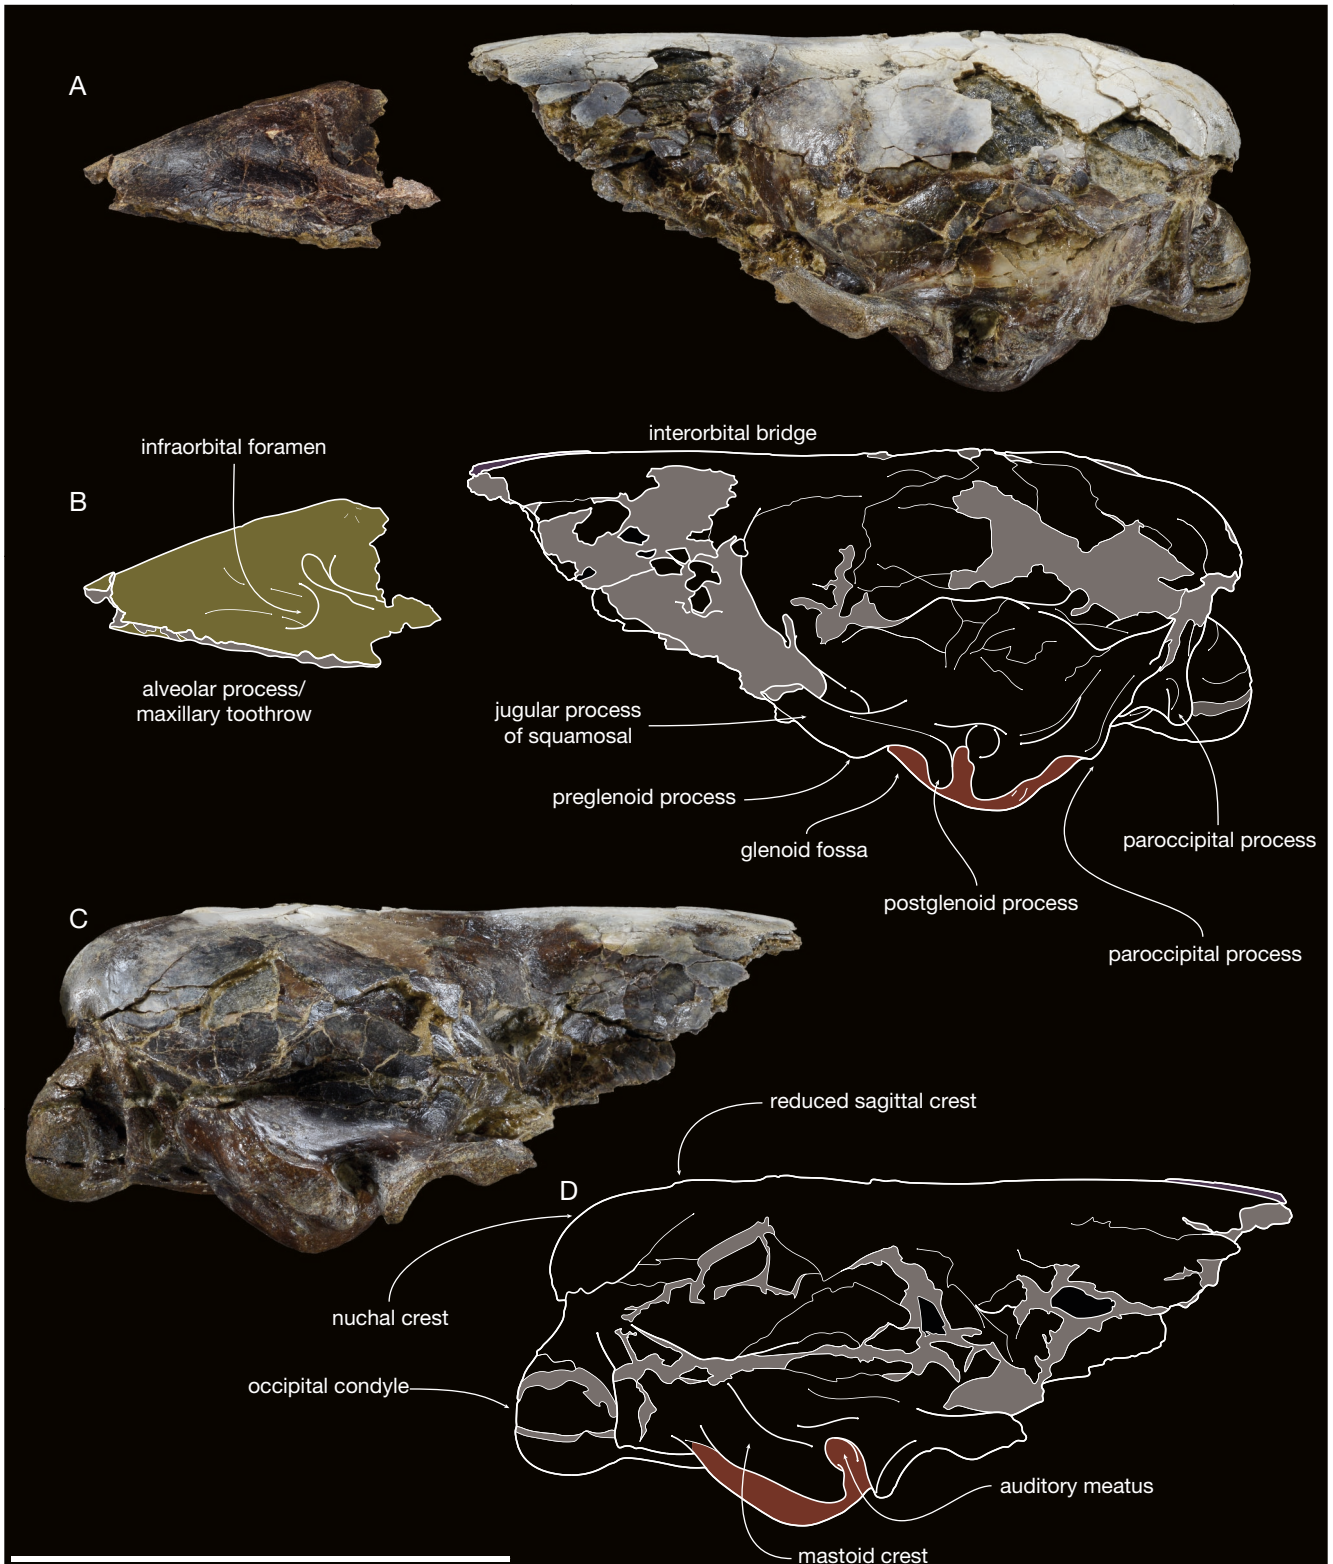 A
infraorbital foramen
interorbital bridge
B
alveolar process/
maxillary toothrow
jugular process
of squamosal
preglenoid process
glenoid fossa
postglenoid process
paroccipital process
paroccipital process
C
reduced sagittal crest
D
nuchal crest
occipital condyle
auditory meatus
mastoid crest